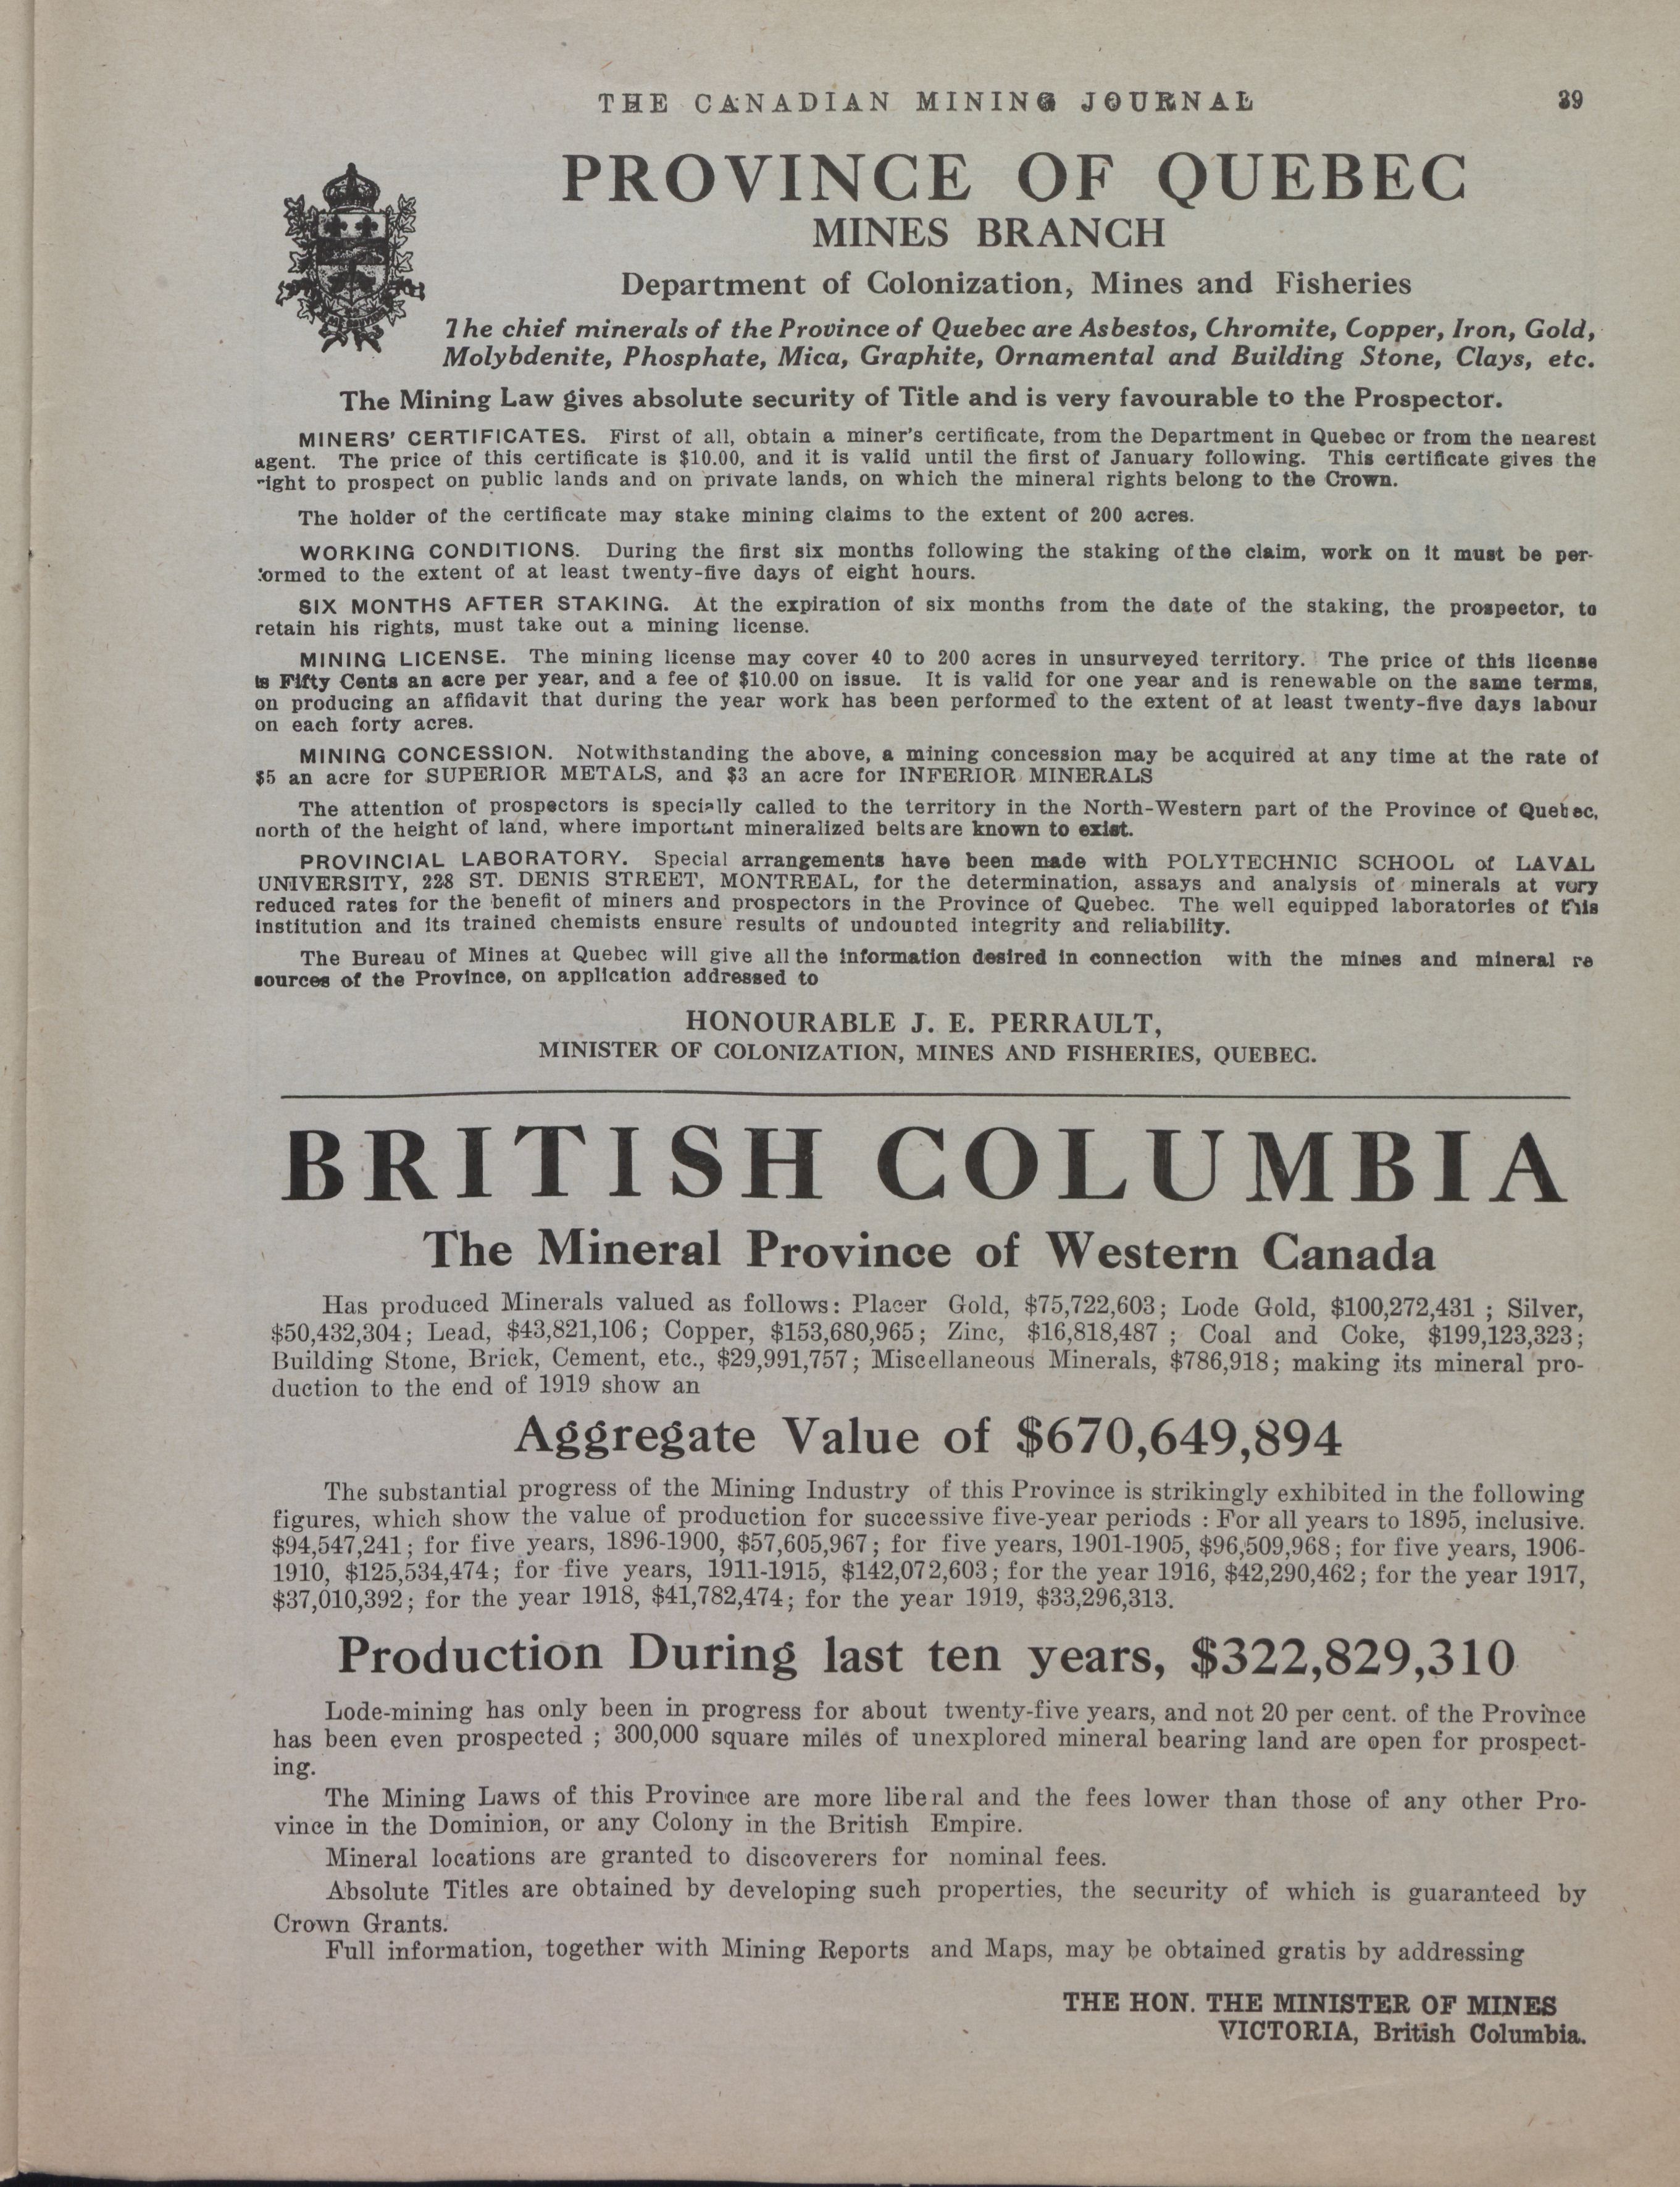 THE CANADIAN MINING JOURNAL 39
PROVINCE OF QUEBEC
MINES BRANCH
Department of Colonization, Mines and Fisheries
The chief minerals of the Province of Quebec are Asbestos, Chromite, Copper, Iron, Gold,
Molybdenite, Phosphate, Mica, Graphite, Ornamental and Building Stone, Clays, etc.
The Mining Law gives absolute security of Title and is very favourable to the Prospector.
MINERS' CERTIFICATES. First of all, obtain a miner's certificate, from the Department in Quebec or from the nearest
agent. The price of this certificate is $10.00, and it is valid until the first of January following. This certificate gives the
right to prospect on public lands and on private lands, on which the mineral rights belong to the Crown.
The holder of the certificate may stake mining claims to the extent of 200 acres.
WORKING CONDITIONS. During the first six months following the staking of the claim, work on it must be per-
formed to the extent of at least twenty-five days of eight hours.
SIX MONTHS AFTER STAKING. At the expiration of six months from the date of the staking, the prospector, to
retain his rights, must take out a mining license.
MINING LICENSE. The mining license may cover 40 to 200 acres in unsurveyed territory. The price of this license
is Fifty Cents an acre per year, and a fee of $10.00 on issue. It is valid for one year and is renewable on the same terms,
on producing an affidavit that during the year work has been performed to the extent of at least twenty-five days labour
on each forty acres.
MINING CONCESSION. Notwithstanding the above, a mining concession may be acquired at any time at the rate of
$5 an acre for SUPERIOR METALS, and $3 an acre for INFERIOR MINERALS
The attention of prospectors is specially called to the territory in the North-Western part of the Province of Quebec,
north of the height of land, where important mineralized belts are known to exist.
PROVINCIAL LABORATORY. Special arrangements have been made with POLYTECHNIC SCHOOL of LAVAL
UNIVERSITY, 228 ST. DENIS STREET, MONTREAL, for the determination, assays and analysis of minerals at very
reduced rates for the benefit of miners and prospectors in the Province of Quebec. The well equipped laboratories of this
institution and its trained chemists ensure results of undoubted integrity and reliability.
The Bureau of Mines at Quebec will give all the information desired in connection with the mines and mineral re
sources of the Province, on application addressed to
HONOURABLE J. E. PERRAULT,
MINISTER OF COLONIZATION, MINES AND FISHERIES, QUEBEC.
BRITISH COLUMBIA
The Mineral Province of Western Canada
Has produced Minerals valued as follows: Placer Gold, $75,722,603; Lode Gold, $100,272,431 ; Silver,
$50,432,304; Lead, $43,821,106; Copper, $153,680,965; Zinc, $16,818,487 ; Coal and Coke, $199,123,323;
Building Stone, Brick, Cement, etc., $29,991,757; Miscellaneous Minerals, $786,918; making its mineral pro-
duction to the end of 1919 show an
Aggregate Value of $670,649,894
The substantial progress of the Mining Industry of this Province is strikingly exhibited in the following
figures, which show the value of production for successive five-year periods : For all years to 1895, inclusive.
$94,547,241; for five years, 1896-1900, $57,605,967; for five years, 1901-1905, $96,509,968; for five years, 1906-
1910, $125,534,474; for five years, 1911-1915, $142,072,603; for the year 1916, $42,290,462; for the year 1917,
$37,010,392; for the year 1918, $41,782,474; for the year 1919, $33,296,313.
Production During last ten years, $322,829,310
Lode-mining has only been in progress for about twenty-five years, and not 20 per cent. of the Province
has been even prospected ; 300,000 square miles of unexplored mineral bearing land are open for prospect-
ing.
The Mining Laws of this Province are more liberal and the fees lower than those of any other Pro-
vince in the Dominion, or any Colony in the British Empire.
Mineral locations are granted to discoverers for nominal fees.
Absolute Titles are obtained by developing such properties, the security of which is guaranteed by
Crown Grants.
Full information, together with Mining Reports and Maps, may be obtained gratis by addressing
THE HON. THE MINISTER OF MINES
VICTORIA, British Columbia.